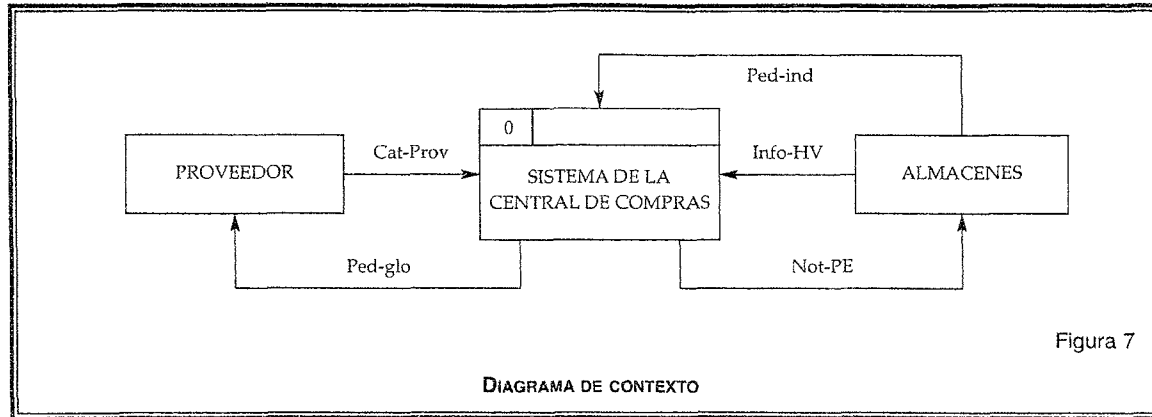 Ped-ind
0
Cat-Prov
Info-HV
PROVEEDOR
SISTEMA DE LA
CENTRAL DE COMPRAS
ALMACENES
Ped-glo
Not-PE
Figura 7
DIAGRAMA DE CONTEXTO